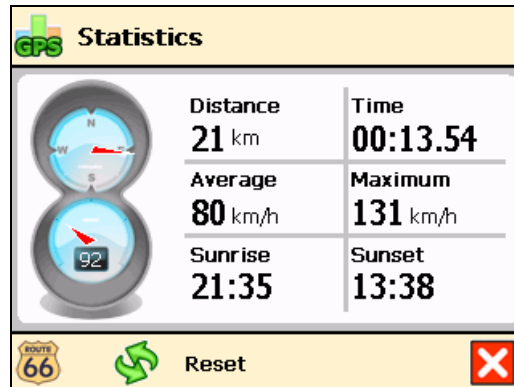 GPS Statistics
N
W E
S
92
Distance Time
21 km 00:13.54
Average Maximum
80 km/h 131 km/h
Sunrise Sunset
21:35 13:38
ROUTE
66 Reset